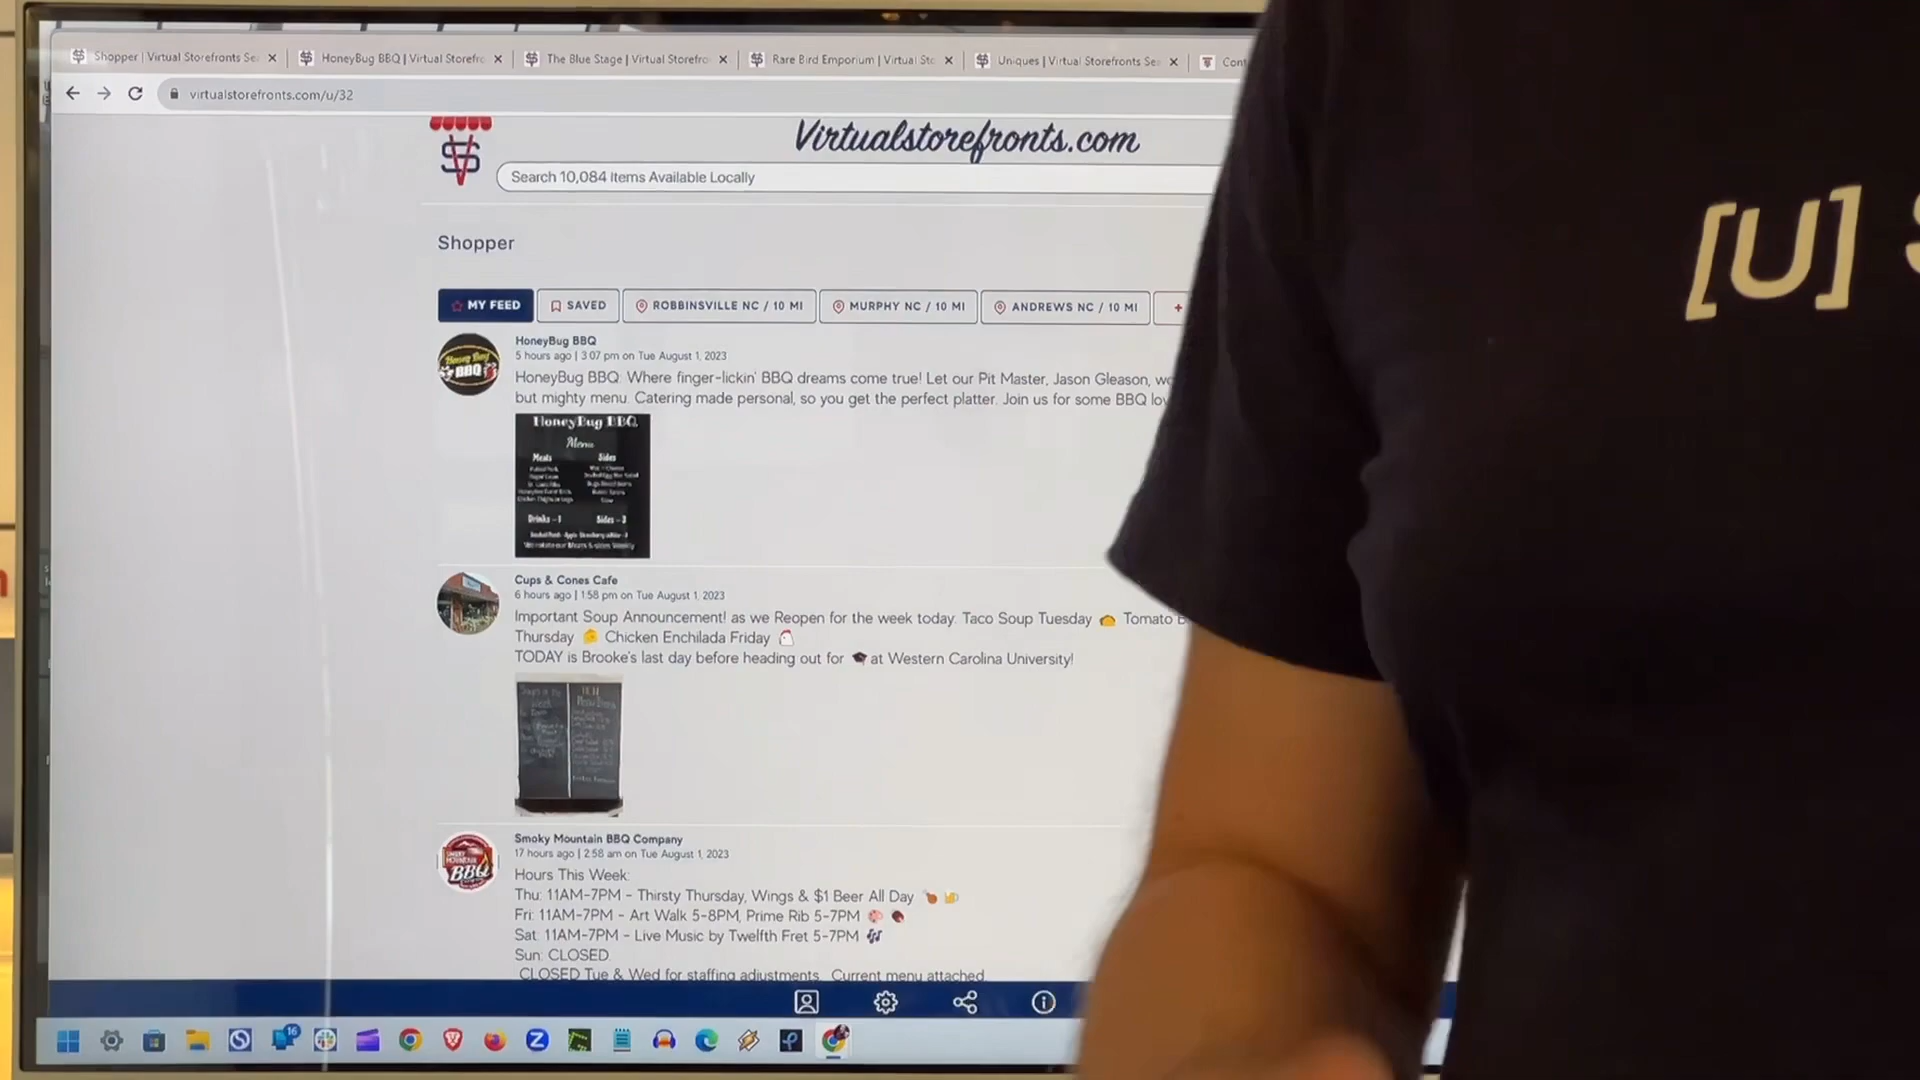 Shopper | Virtual Storefronts Se
HoneyBug BBQ | Virtual Storefr
The Blue Stage | Virtual Storefro
Rare Bird Emporium | Virtual Sto
Uniques | Virtual Storefronts Se
Cont
virtualstorefronts.com/u/32
Virtualstorefronts.com
Search 10,084 Items Available Locally
Shopper
MY FEED
SAVED
ROBBINSVILLE NC / 10 MI
MURPHY NC / 10 MI
ANDREWS NC / 10 MI
+
HoneyBug BBQ
5 hours ago | 3:07 pm on Tue August 1, 2023
HoneyBug BBQ: Where finger-lickin' BBQ dreams come true! Let our Pit Master, Jason Gleason, wo
but mighty menu. Catering made personal, so you get the perfect platter. Join us for some BBQ lov
HoneyBug BBQ
Menu
Meats Sides
Drinks - 1 Sides - 3
Cups & Cones Cafe
6 hours ago | 1:58 pm on Tue August 1, 2023
Important Soup Announcement! as we Reopen for the week today. Taco Soup Tuesday 🌮 Tomato B
Thursday 🧀 Chicken Enchilada Friday 🐔
TODAY is Brooke's last day before heading out for 🎓 at Western Carolina University!
Smoky Mountain BBQ Company
17 hours ago | 2:58 am on Tue August 1, 2023
Hours This Week:
Thu: 11AM-7PM - Thirsty Thursday, Wings & $1 Beer All Day 🍗 🍻
Fri: 11AM-7PM - Art Walk 5-8PM, Prime Rib 5-7PM 🎨 🥩
Sat: 11AM-7PM - Live Music by Twelfth Fret 5-7PM 🎶
Sun: CLOSED.
CLOSED Tue & Wed for staffing adjustments. Current menu attached
16
[U] S